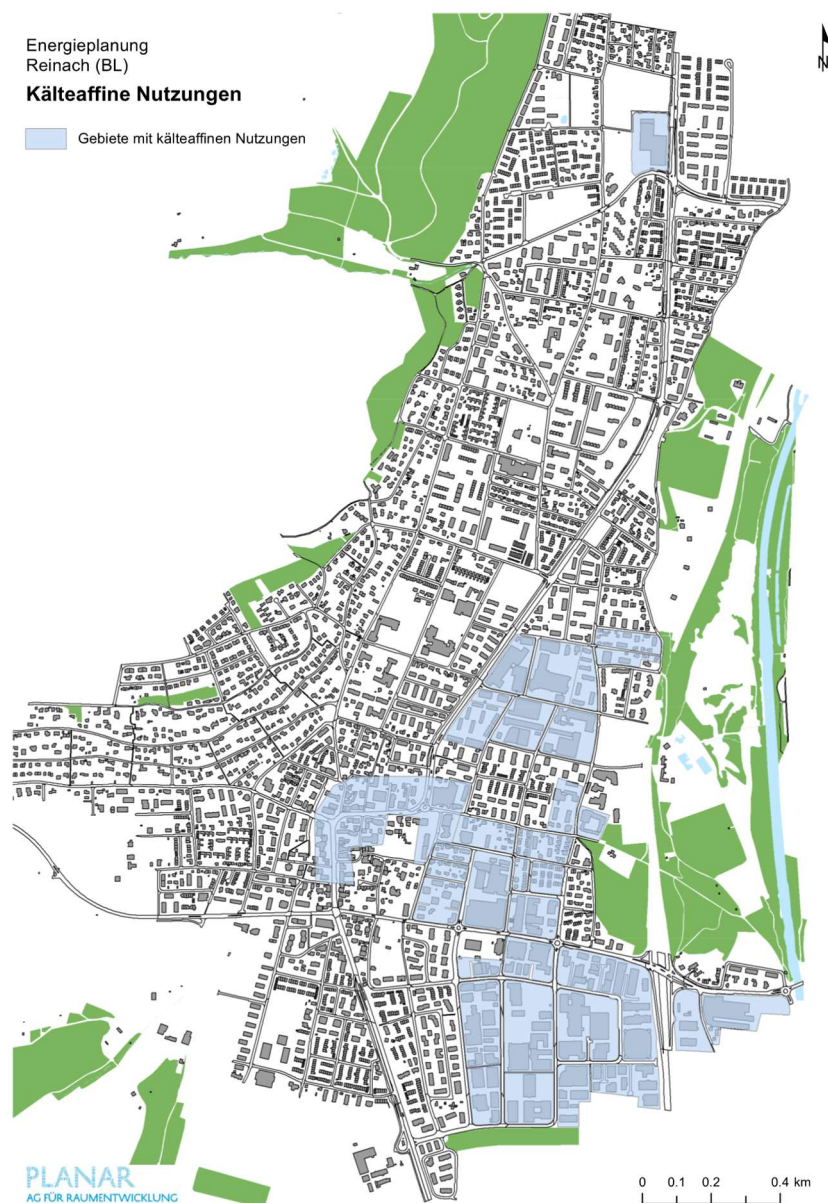 Energieplanung
Reinach (BL)
Kälteaffine Nutzungen
Gebiete mit kälteaffinen Nutzungen
N
PLANAR
AG FÜR RAUMENTWICKLUNG
0 0.1 0.2 0.4 km